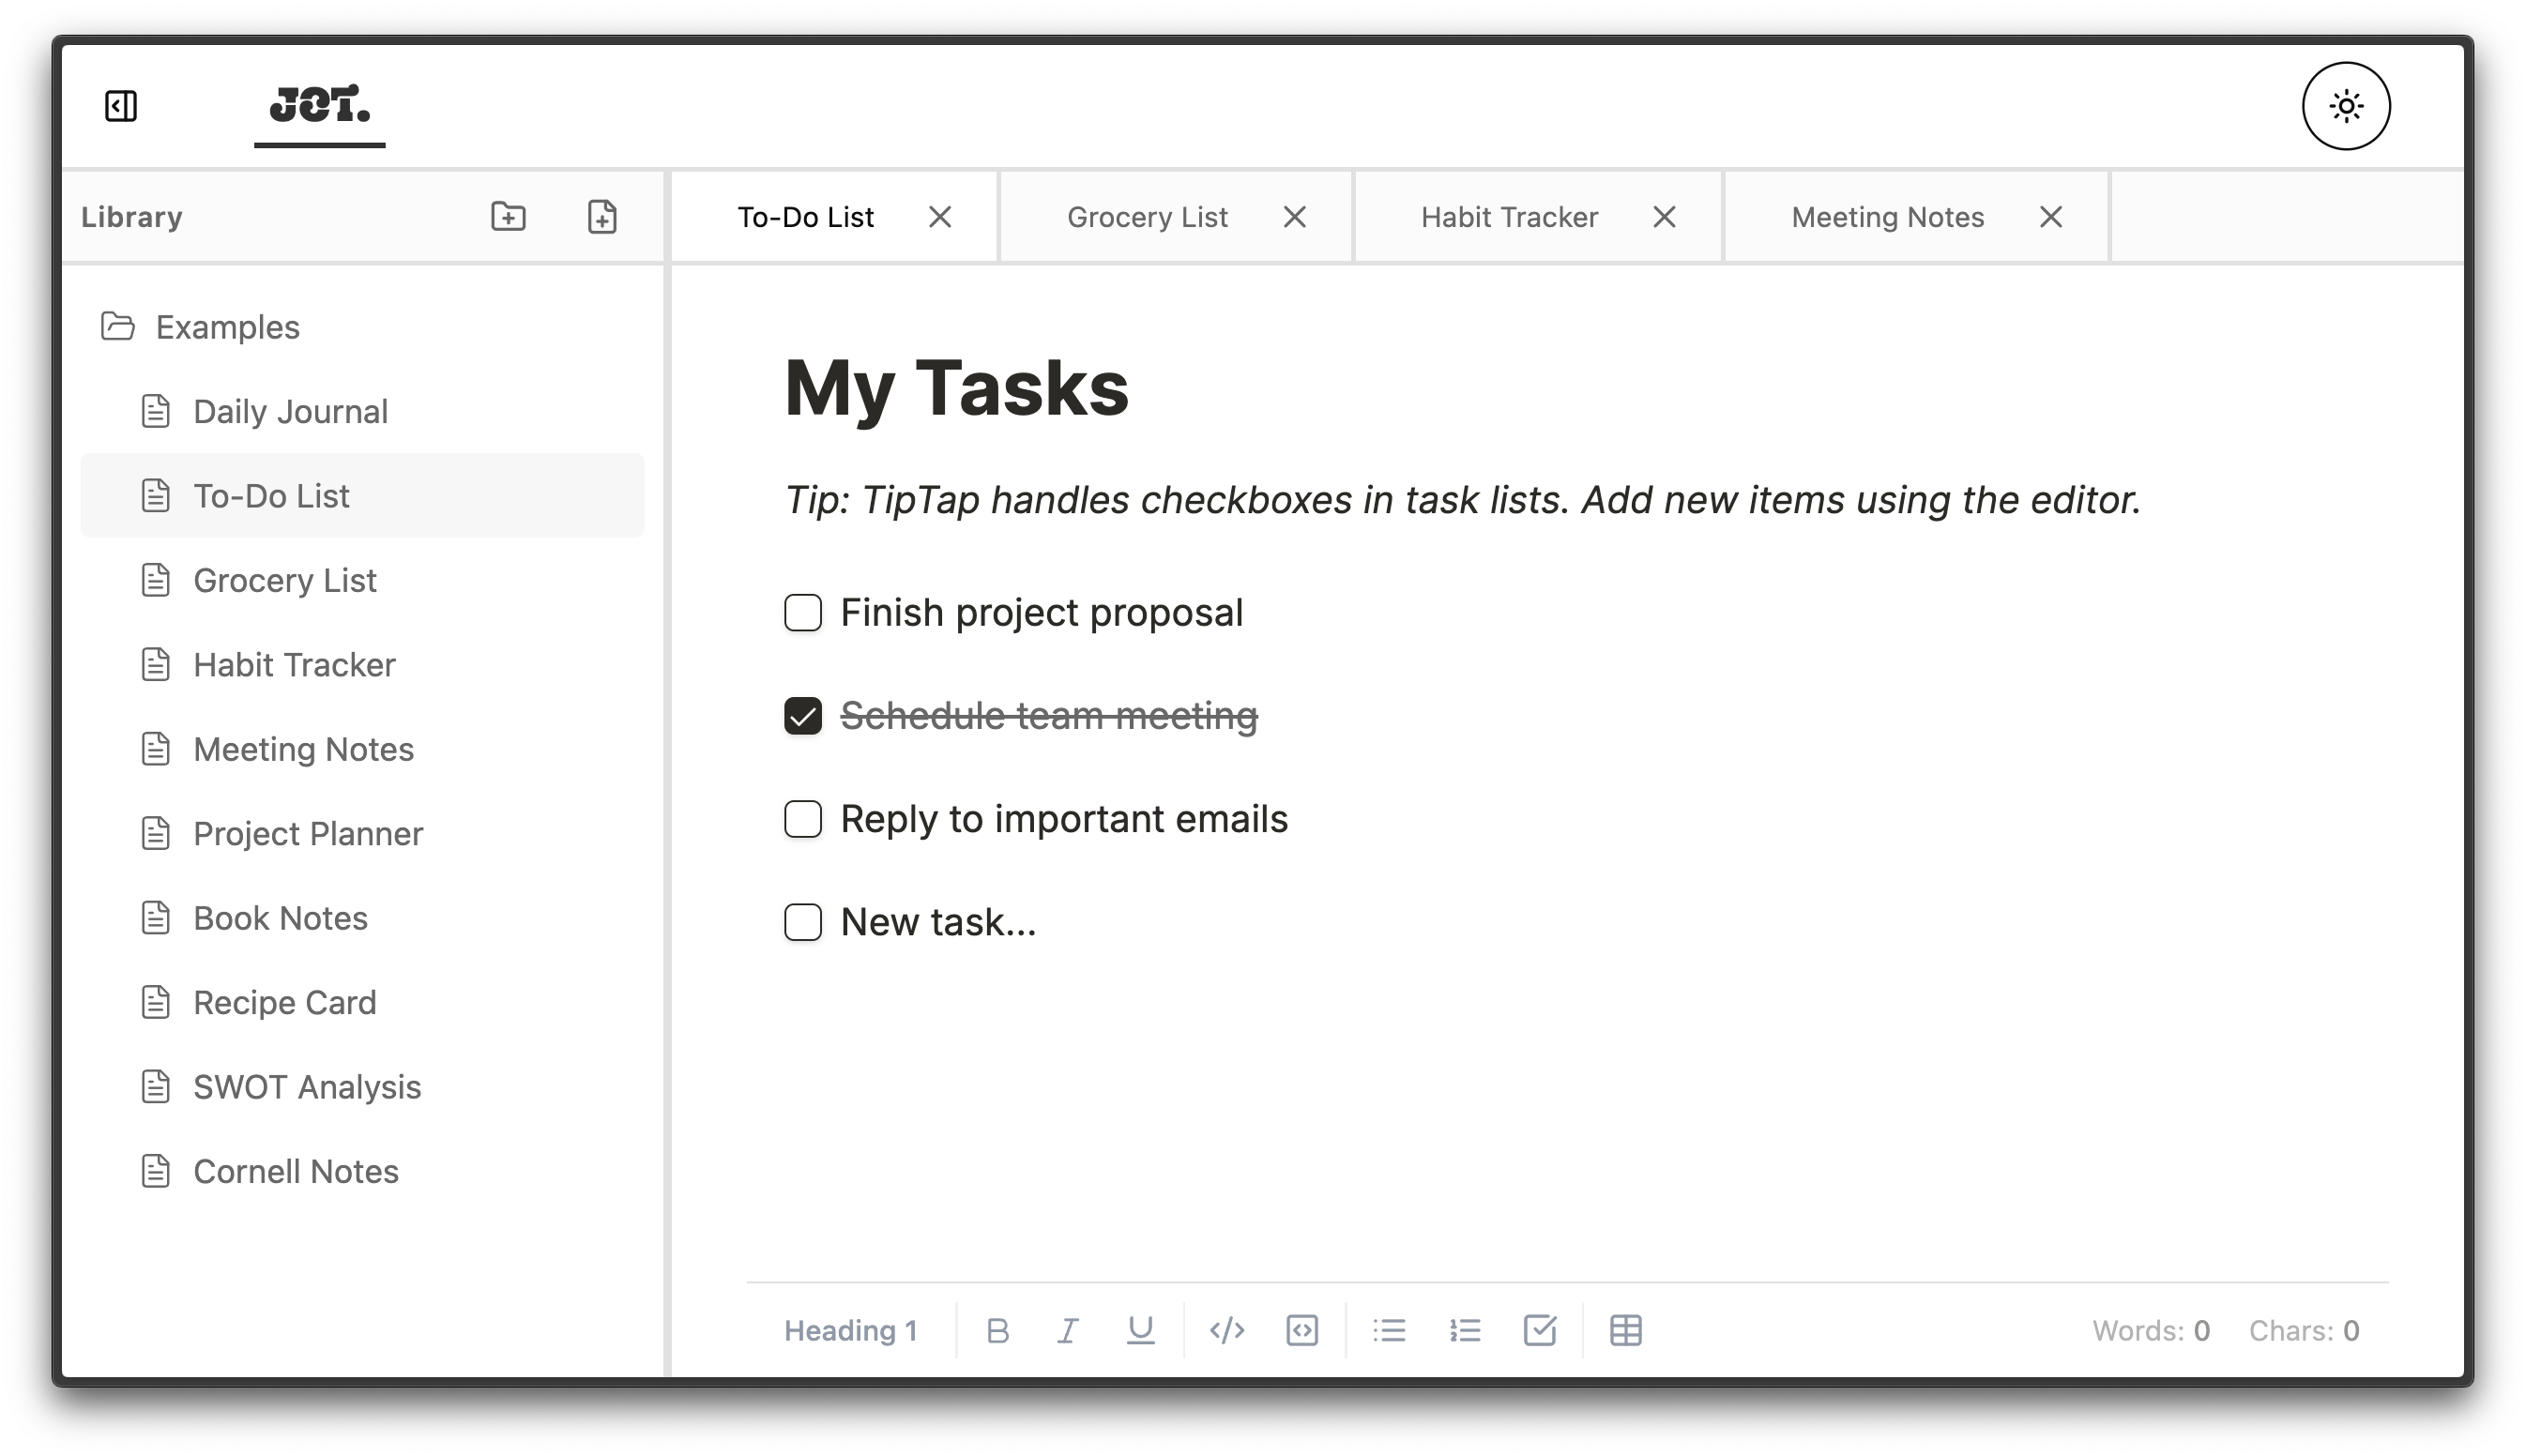 JOT.
Library
To-Do List
Grocery List
Habit Tracker
Meeting Notes
Examples
Daily Journal
To-Do List
Grocery List
Habit Tracker
Meeting Notes
Project Planner
Book Notes
Recipe Card
SWOT Analysis
Cornell Notes
My Tasks
Tip: TipTap handles checkboxes in task lists. Add new items using the editor.
Finish project proposal
Schedule team meeting
Reply to important emails
New task...
Heading 1
Words: 0 Chars: 0